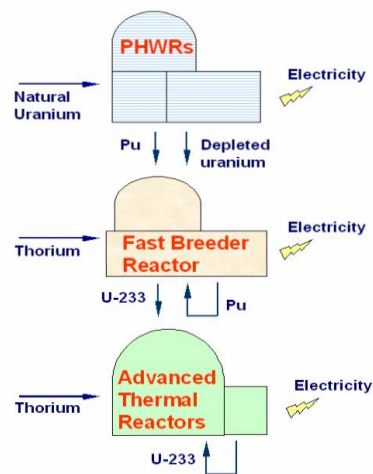 PHWRs
Electricity
Natural
Uranium
Pu
Depleted
uranium
Electricity
Thorium
Fast Breeder
Reactor
U-233
Pu
Advanced
Thermal
Reactors
Electricity
Thorium
U-233